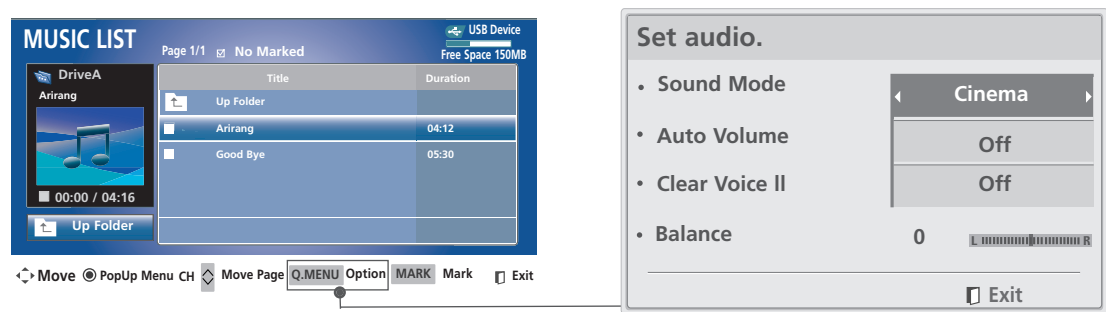 MUSIC LIST
Page 1/1 No Marked
USB Device
Free Space 150MB
DriveA
Arirang
00:00 / 04:16
Up Folder
Title Duration
Up Folder
Arirang 04:12
Good Bye 05:30
Move PopUp Menu CH Move Page Q.MENU Option MARK Mark Exit
Set audio.
• Sound Mode Cinema
• Auto Volume Off
• Clear Voice ll Off
• Balance 0 L R
Exit